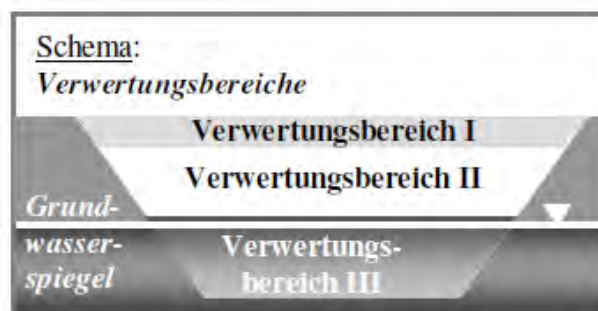 Schema:
Verwertungsbereiche
Verwertungsbereich I
Verwertungsbereich II
Grund-
wasser-
spiegel
Verwertungs-
bereich III